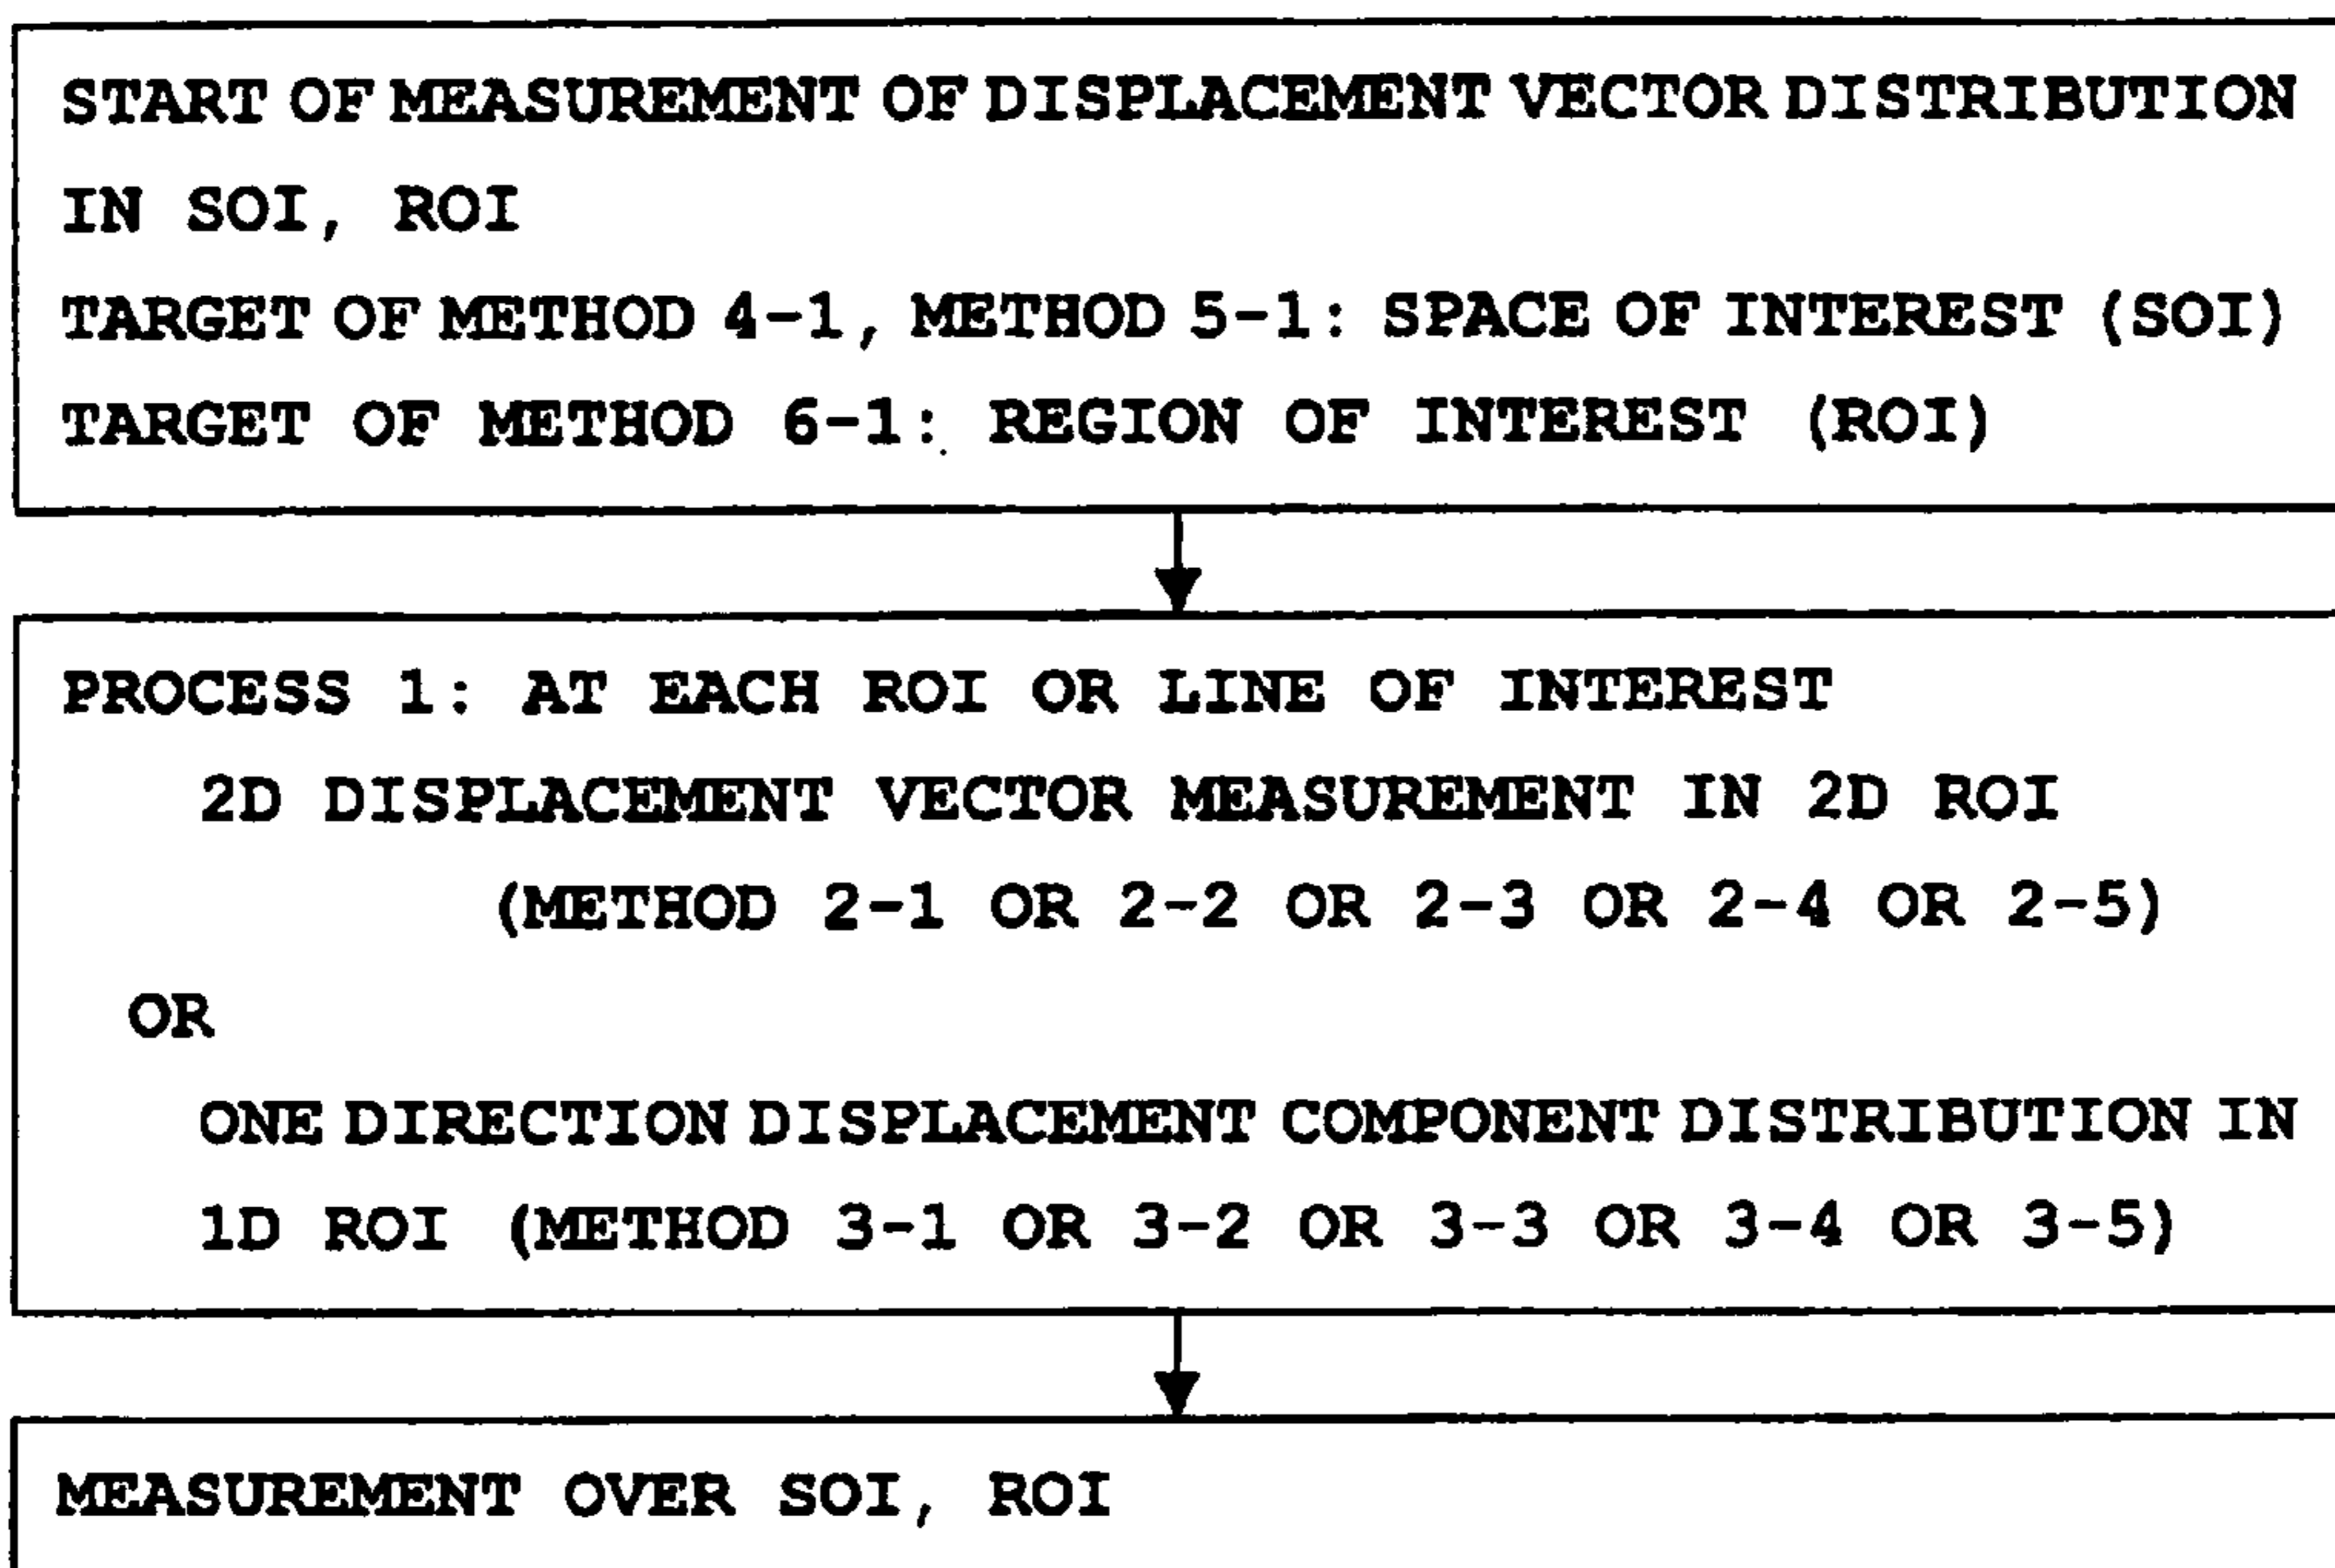 START OF MEASUREMENT OF DISPLACEMENT VECTOR DISTRIBUTION
IN SOI, ROI
TARGET OF METHOD 4-1, METHOD 5-1: SPACE OF INTEREST (SOI)
TARGET OF METHOD 6-1: REGION OF INTEREST (ROI)
PROCESS 1: AT EACH ROI OR LINE OF INTEREST
2D DISPLACEMENT VECTOR MEASUREMENT IN 2D ROI
(METHOD 2-1 OR 2-2 OR 2-3 OR 2-4 OR 2-5)
OR
ONE DIRECTION DISPLACEMENT COMPONENT DISTRIBUTION IN
1D ROI (METHOD 3-1 OR 3-2 OR 3-3 OR 3-4 OR 3-5)
MEASUREMENT OVER SOI, ROI